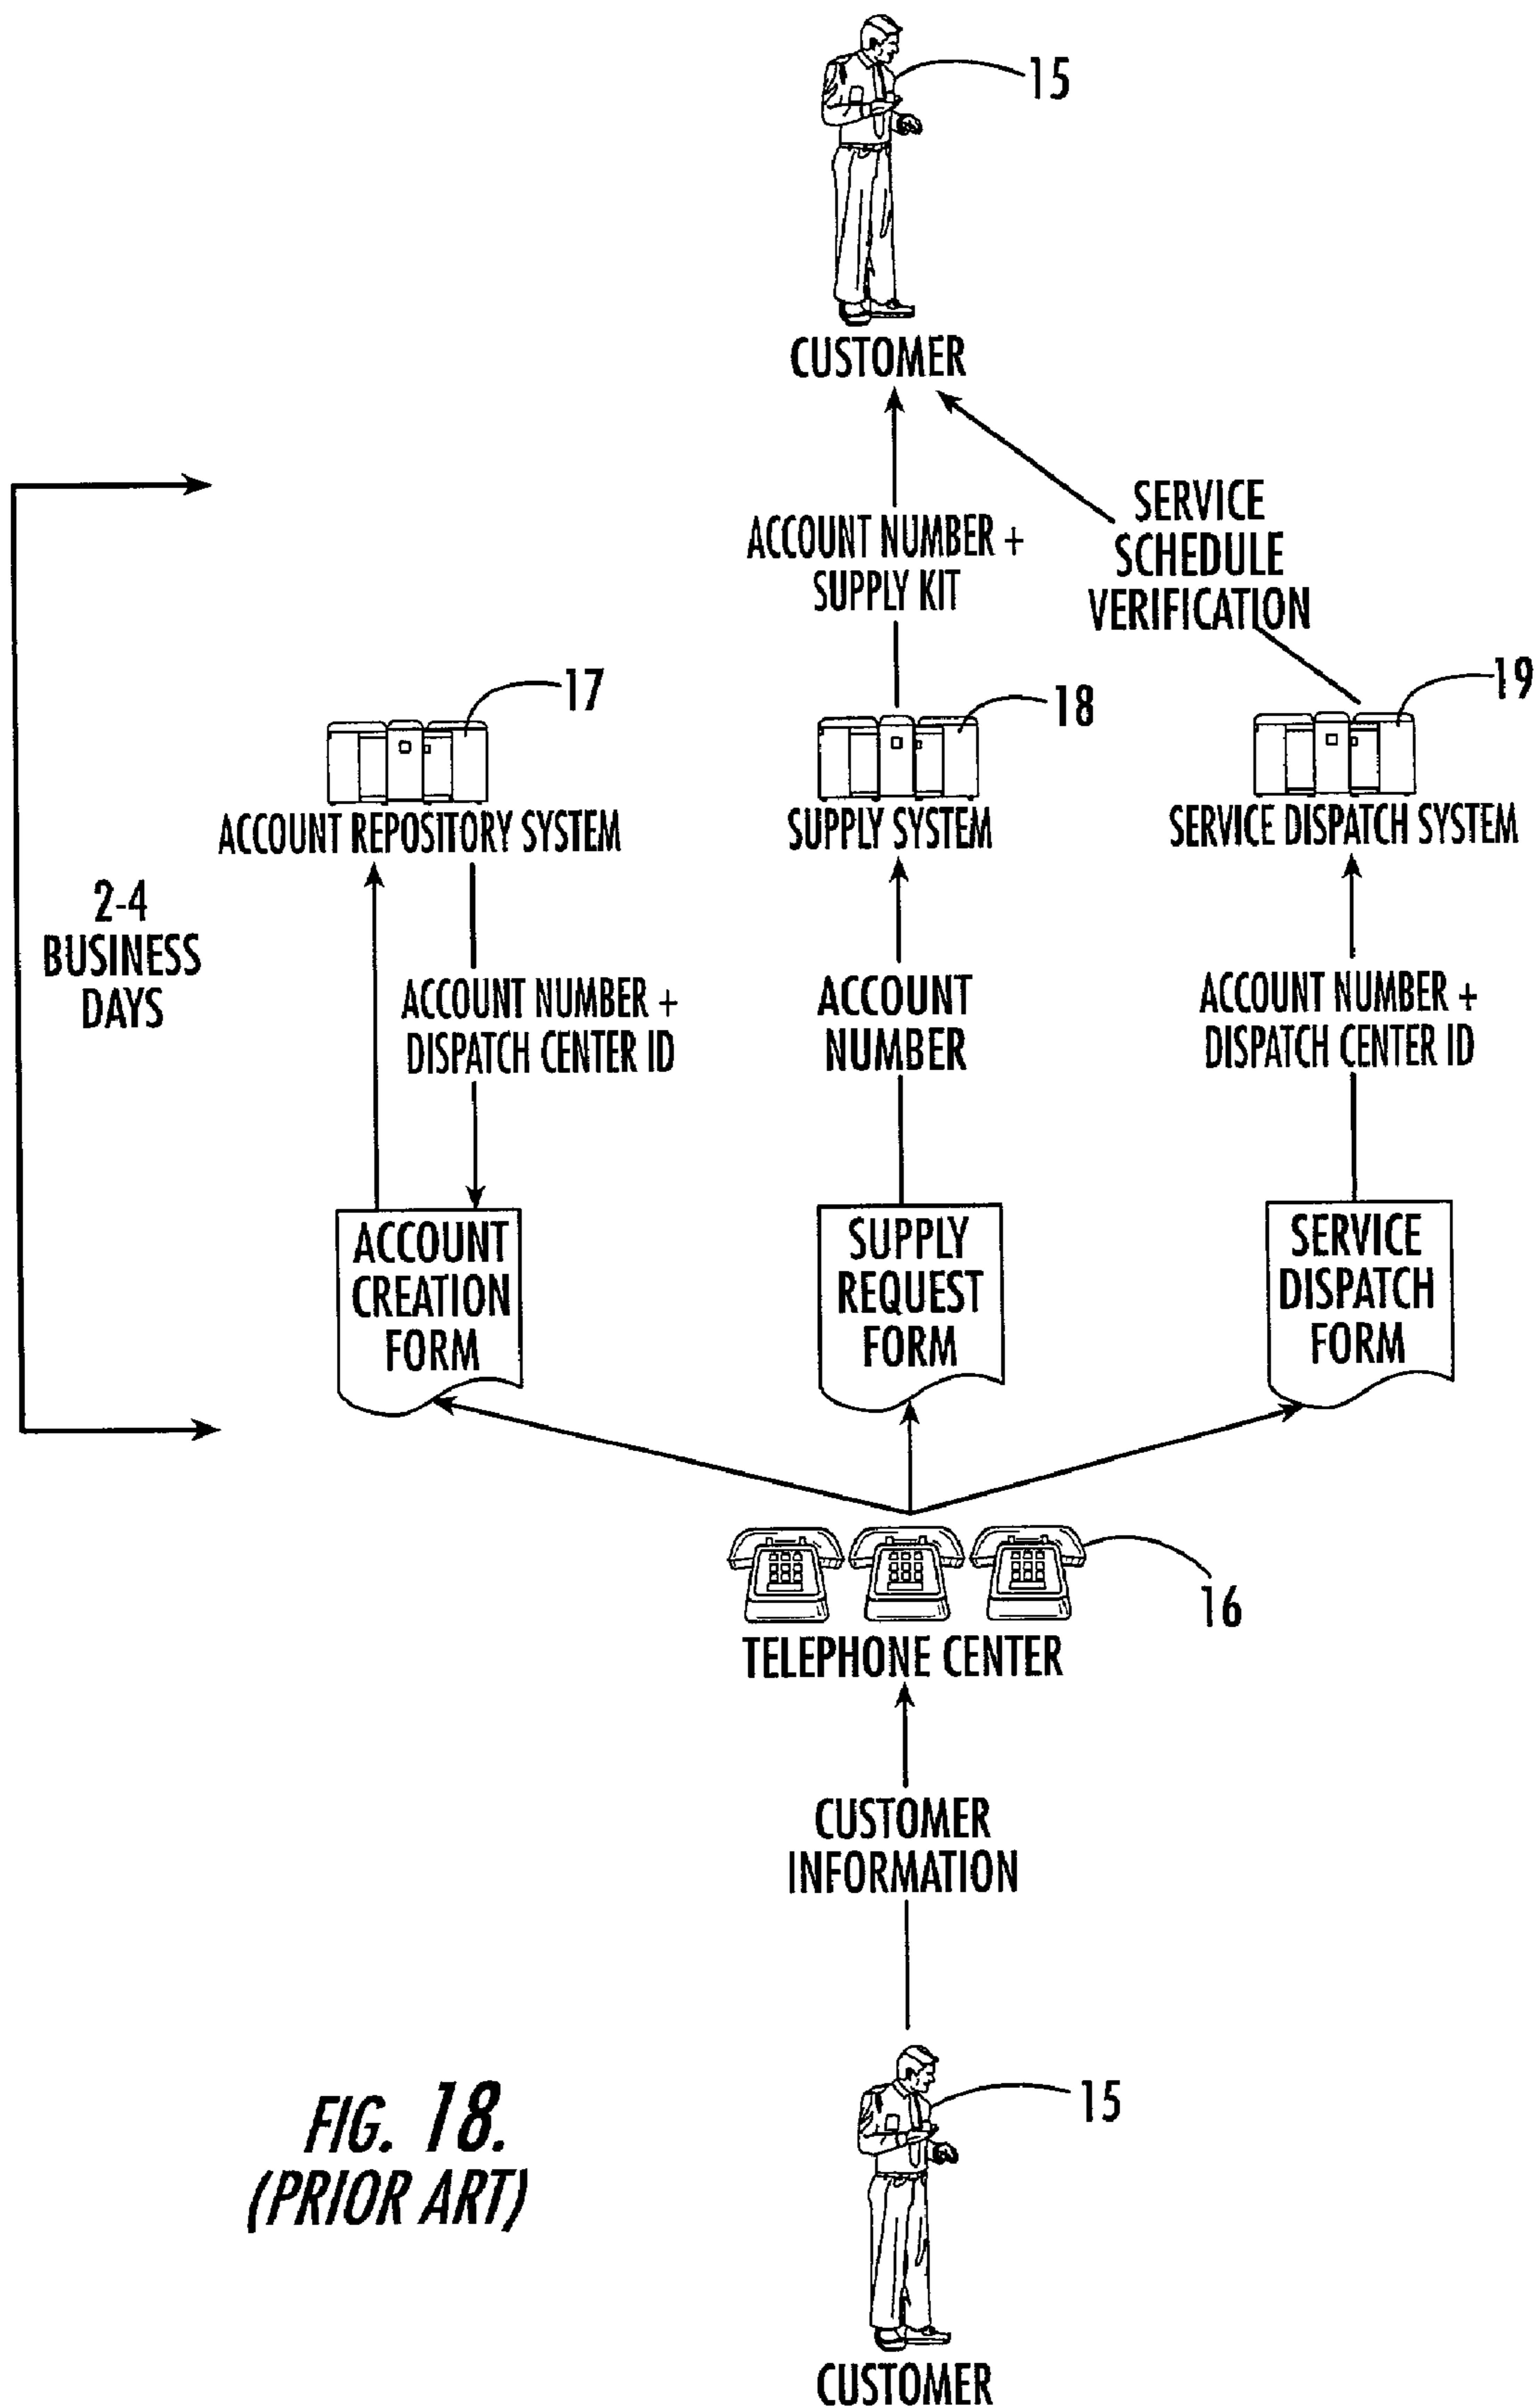 15
CUSTOMER
ACCOUNT NUMBER +
SUPPLY KIT
SERVICE
SCHEDULE
VERIFICATION
17
18
19
ACCOUNT REPOSITORY SYSTEM
SUPPLY SYSTEM
SERVICE DISPATCH SYSTEM
2-4
BUSINESS
DAYS
ACCOUNT NUMBER +
DISPATCH CENTER ID
ACCOUNT
NUMBER
ACCOUNT NUMBER +
DISPATCH CENTER ID
ACCOUNT
CREATION
FORM
SUPPLY
REQUEST
FORM
SERVICE
DISPATCH
FORM
16
TELEPHONE CENTER
CUSTOMER
INFORMATION
15
CUSTOMER
FIG. 18.
(PRIOR ART)